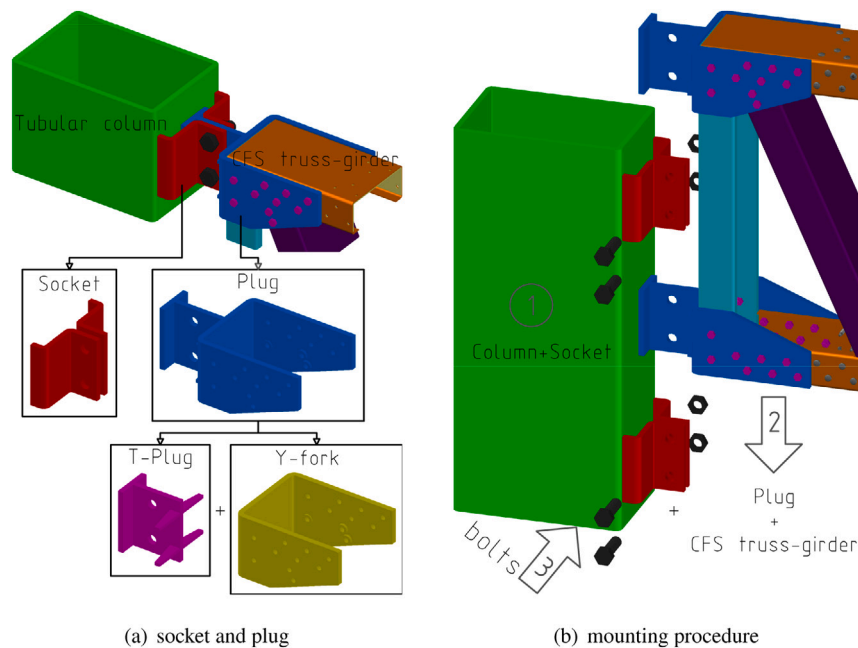 Tubular column
CFS truss-girder
Socket
Plug
T-Plug
+
Y-fork
(a) socket and plug
1
Column+Socket
2
Plug
+
CFS truss-girder
+
bolts
3
(b) mounting procedure